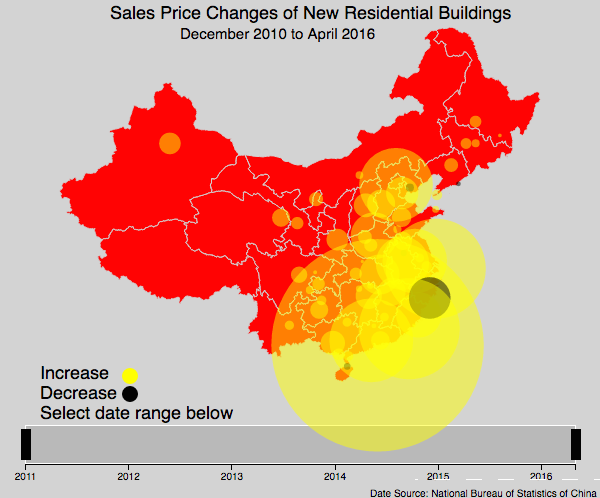 Sales Price Changes of New Residential Buildings
December 2010 to April 2016
Increase
Decrease
Select date range below
2011 2012 2013 2014 2015 2016
Date Source: National Bureau of Statistics of China